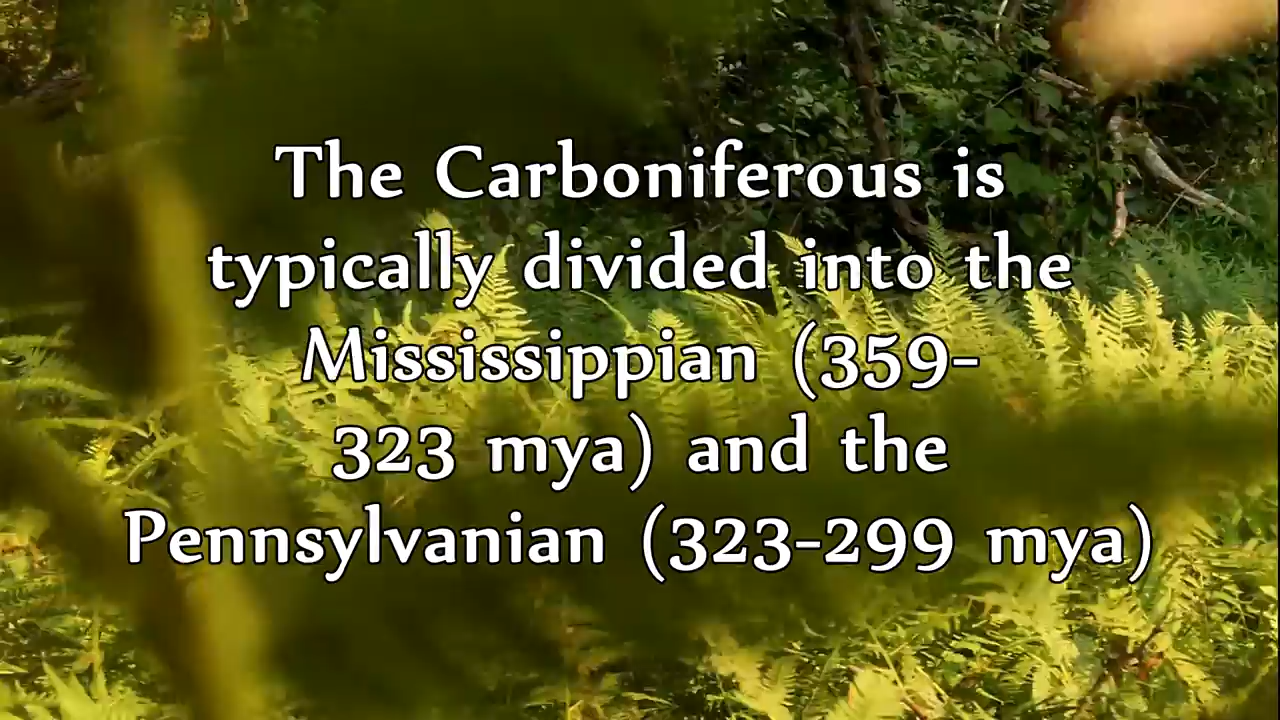 The Carboniferous is
typically divided into the
Mississippian (359-
323 mya) and the
Pennsylvanian (323-299 mya)